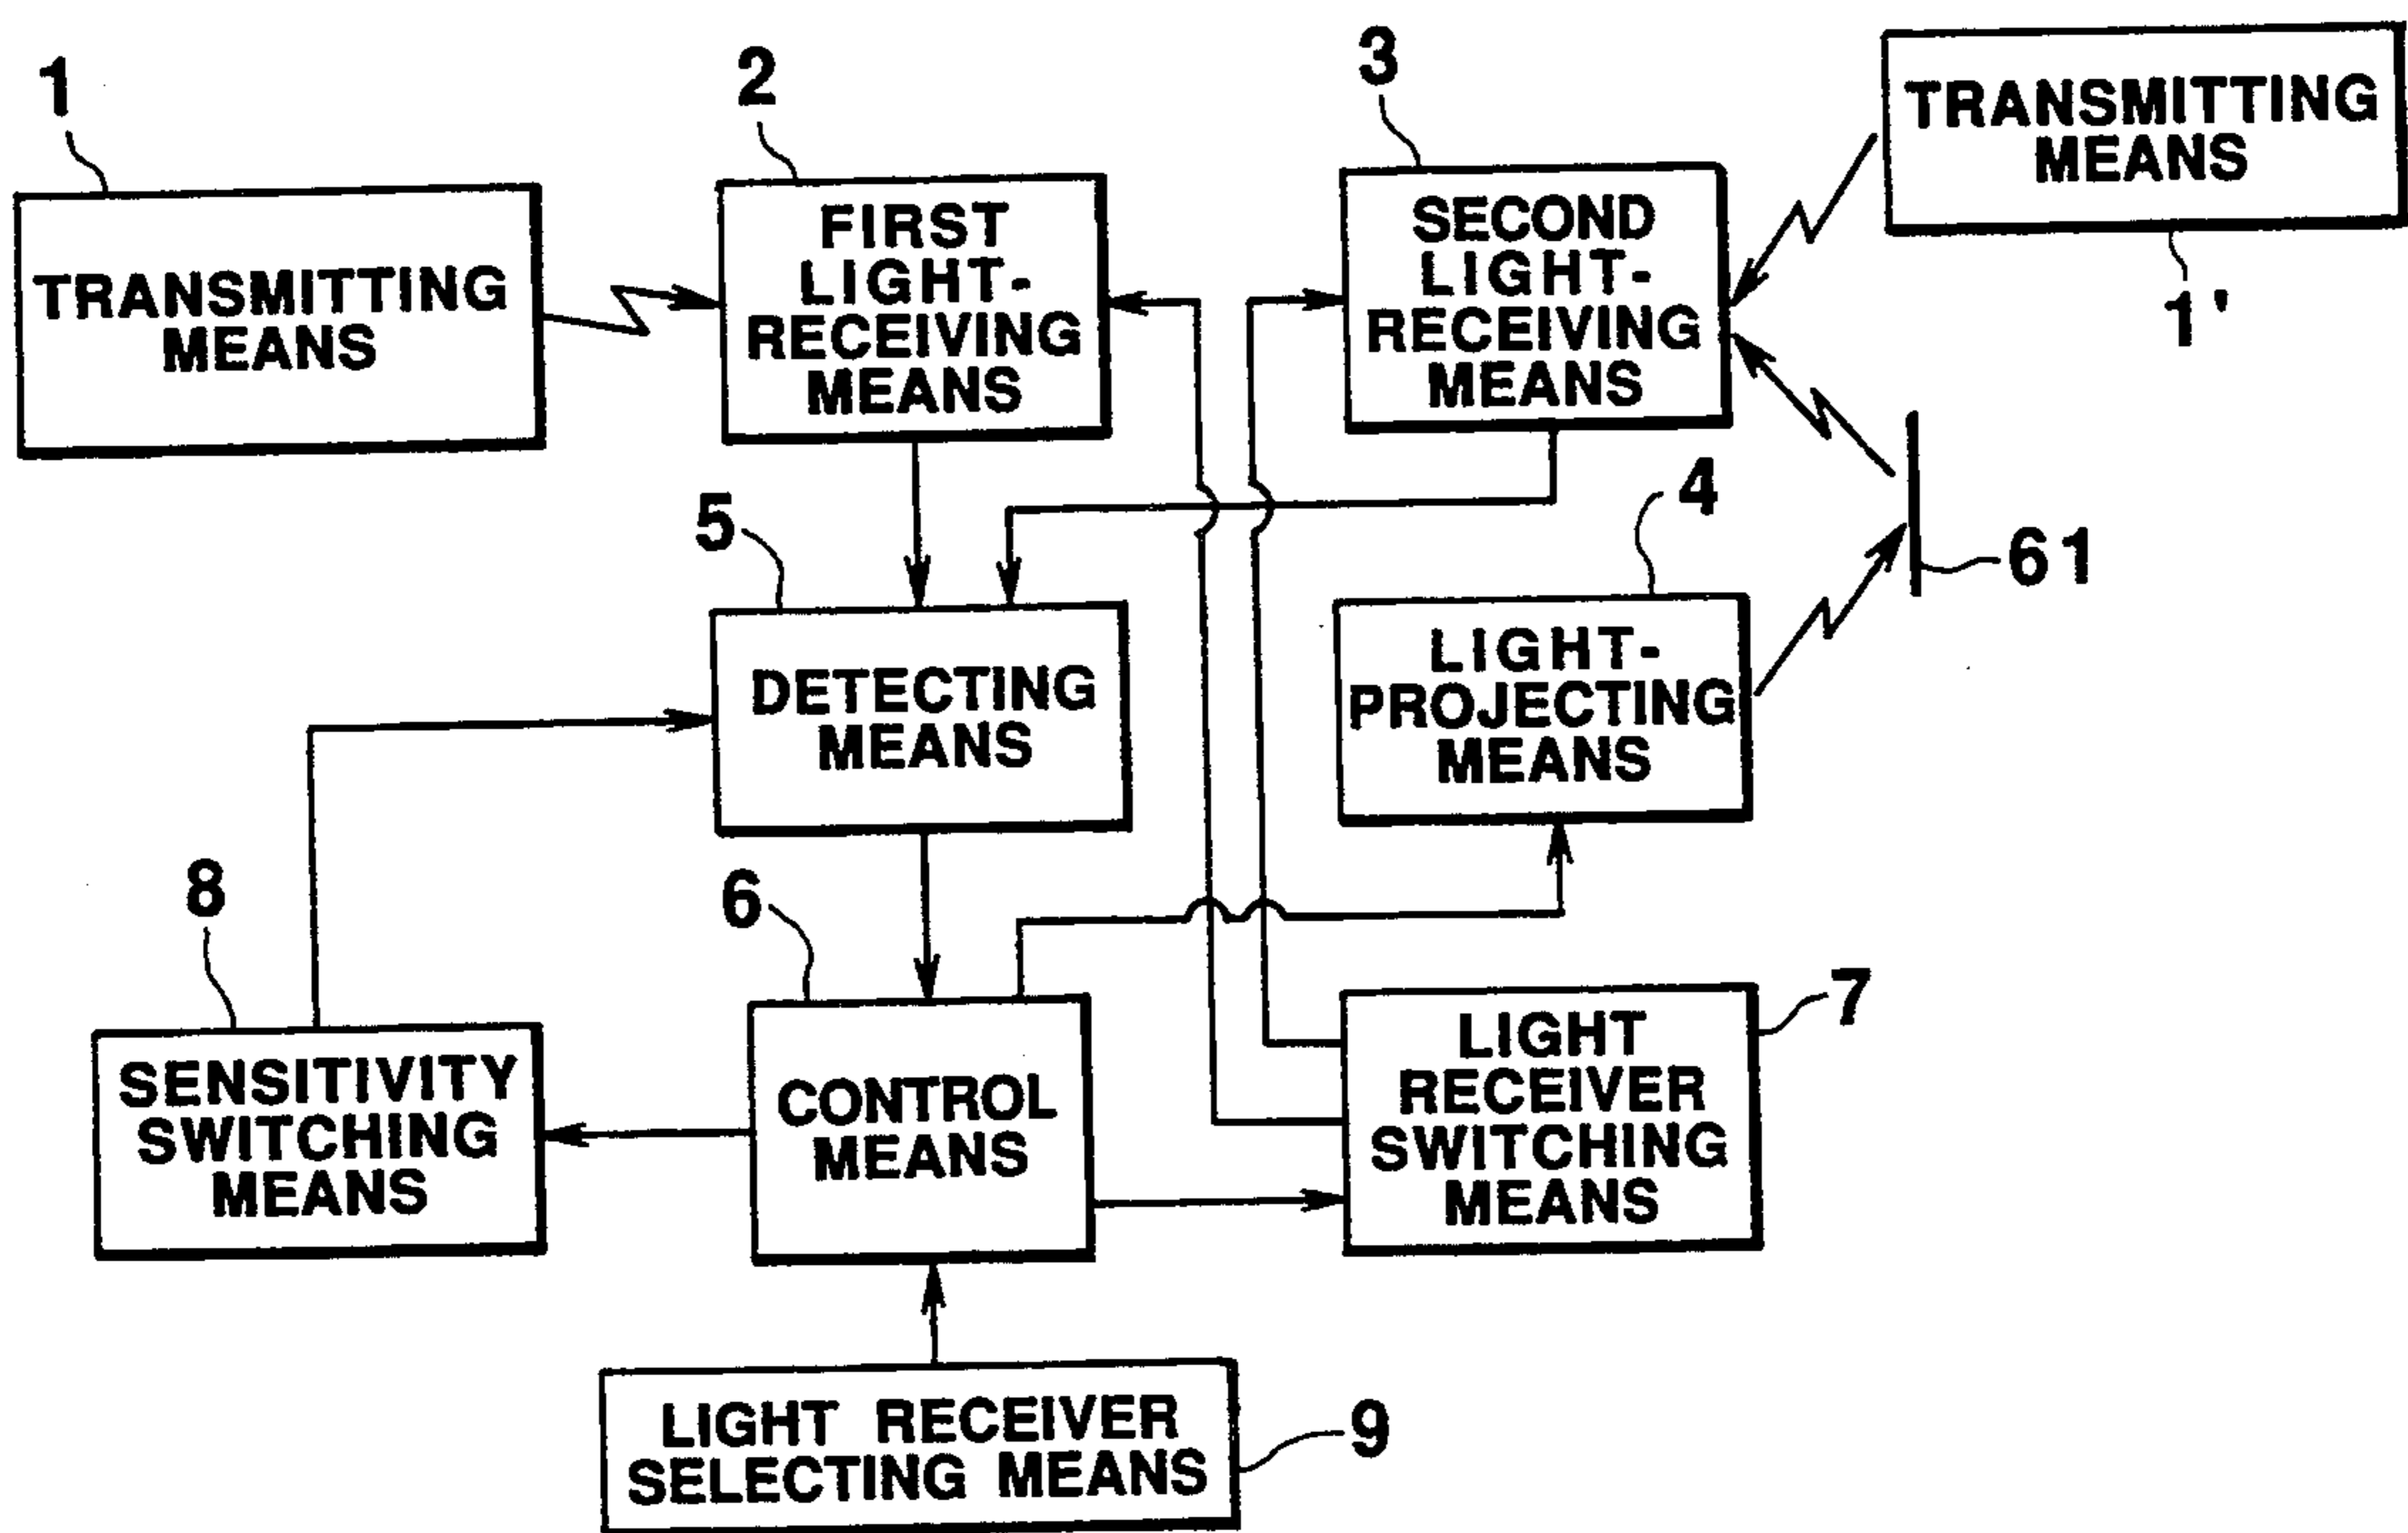 1
TRANSMITTING
MEANS
2
FIRST
LIGHT-
RECEIVING
MEANS
3
SECOND
LIGHT-
RECEIVING
MEANS
TRANSMITTING
MEANS
1'
5
DETECTING
MEANS
4
LIGHT-
PROJECTING
MEANS
61
8
SENSITIVITY
SWITCHING
MEANS
6
CONTROL
MEANS
7
LIGHT
RECEIVER
SWITCHING
MEANS
LIGHT RECEIVER
SELECTING MEANS
9